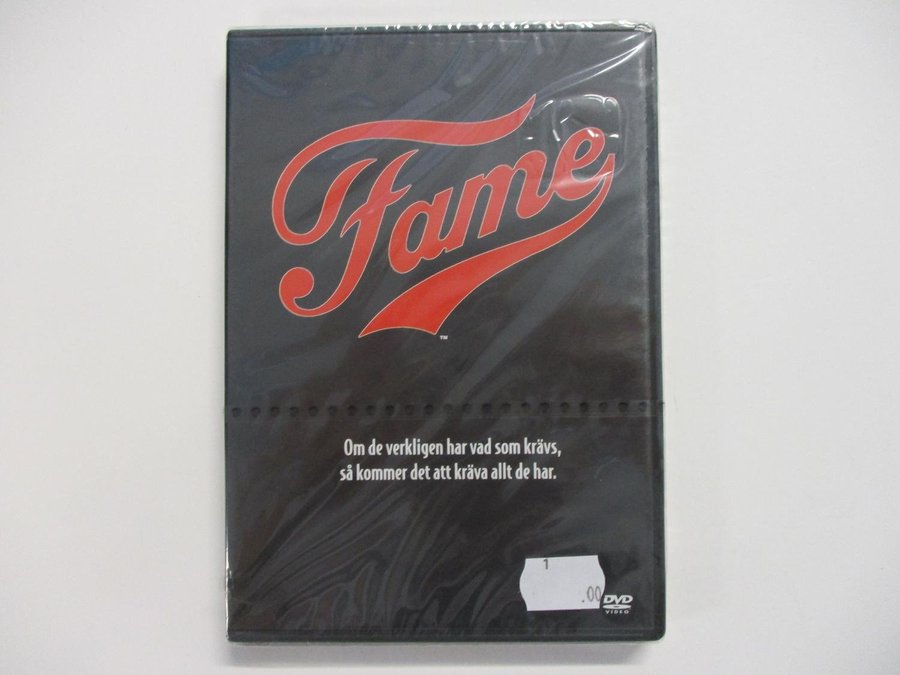 Fame
TM
Om de verkligen har vad som krävs,
så kommer det att kräva allt de har.
1
.00
DVD
VIDEO